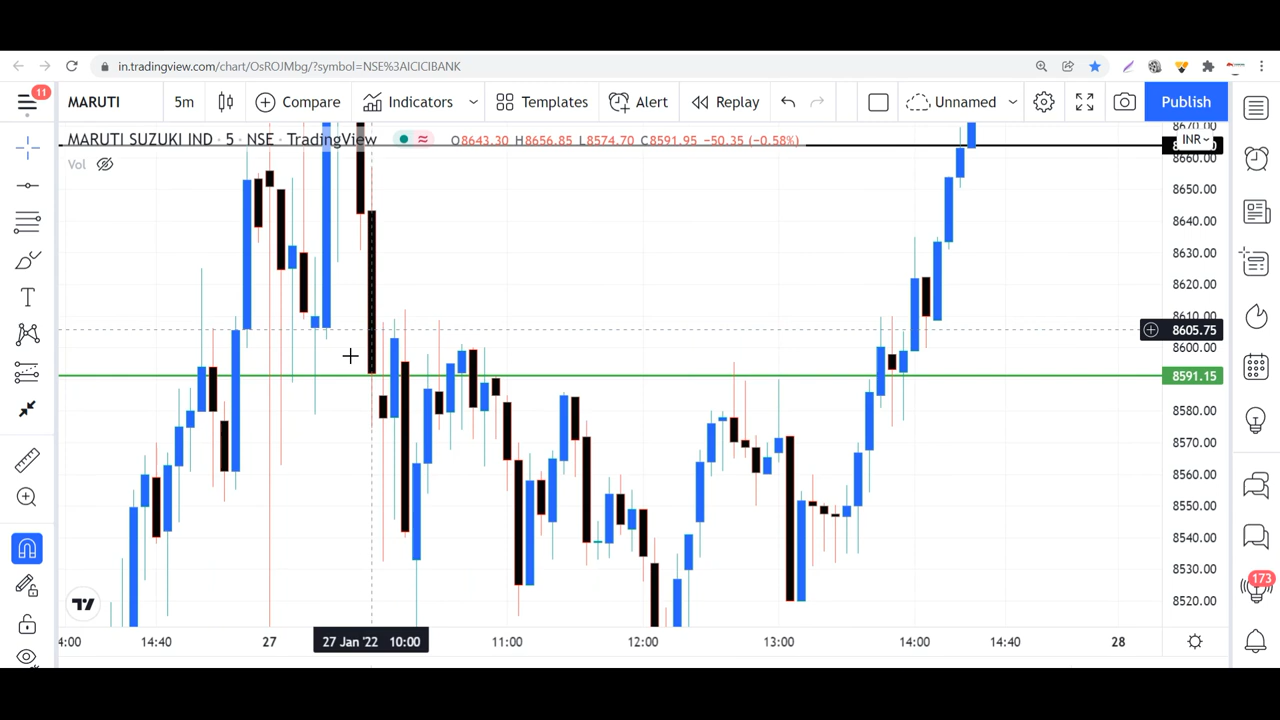 in.tradingview.com/chart/OsROJMbg/?symbol=NSE%3AICICIBANK
11
MARUTI
5m
Compare
Indicators
Templates
Alert
Replay
Unnamed
Publish
MARUTI SUZUKI IND · 5 · NSE · TradingView
O8643.30 H8656.85 L8574.70 C8591.95 −50.35 (−0.58%)
Vol
8670.00
INR
8660.00
8650.00
8640.00
8630.00
8620.00
8610.00
8605.75
8600.00
8591.15
8580.00
8570.00
8560.00
8550.00
8540.00
8530.00
8520.00
173
14:40
27
27 Jan '22 10:00
11:00
12:00
13:00
14:00
14:40
28